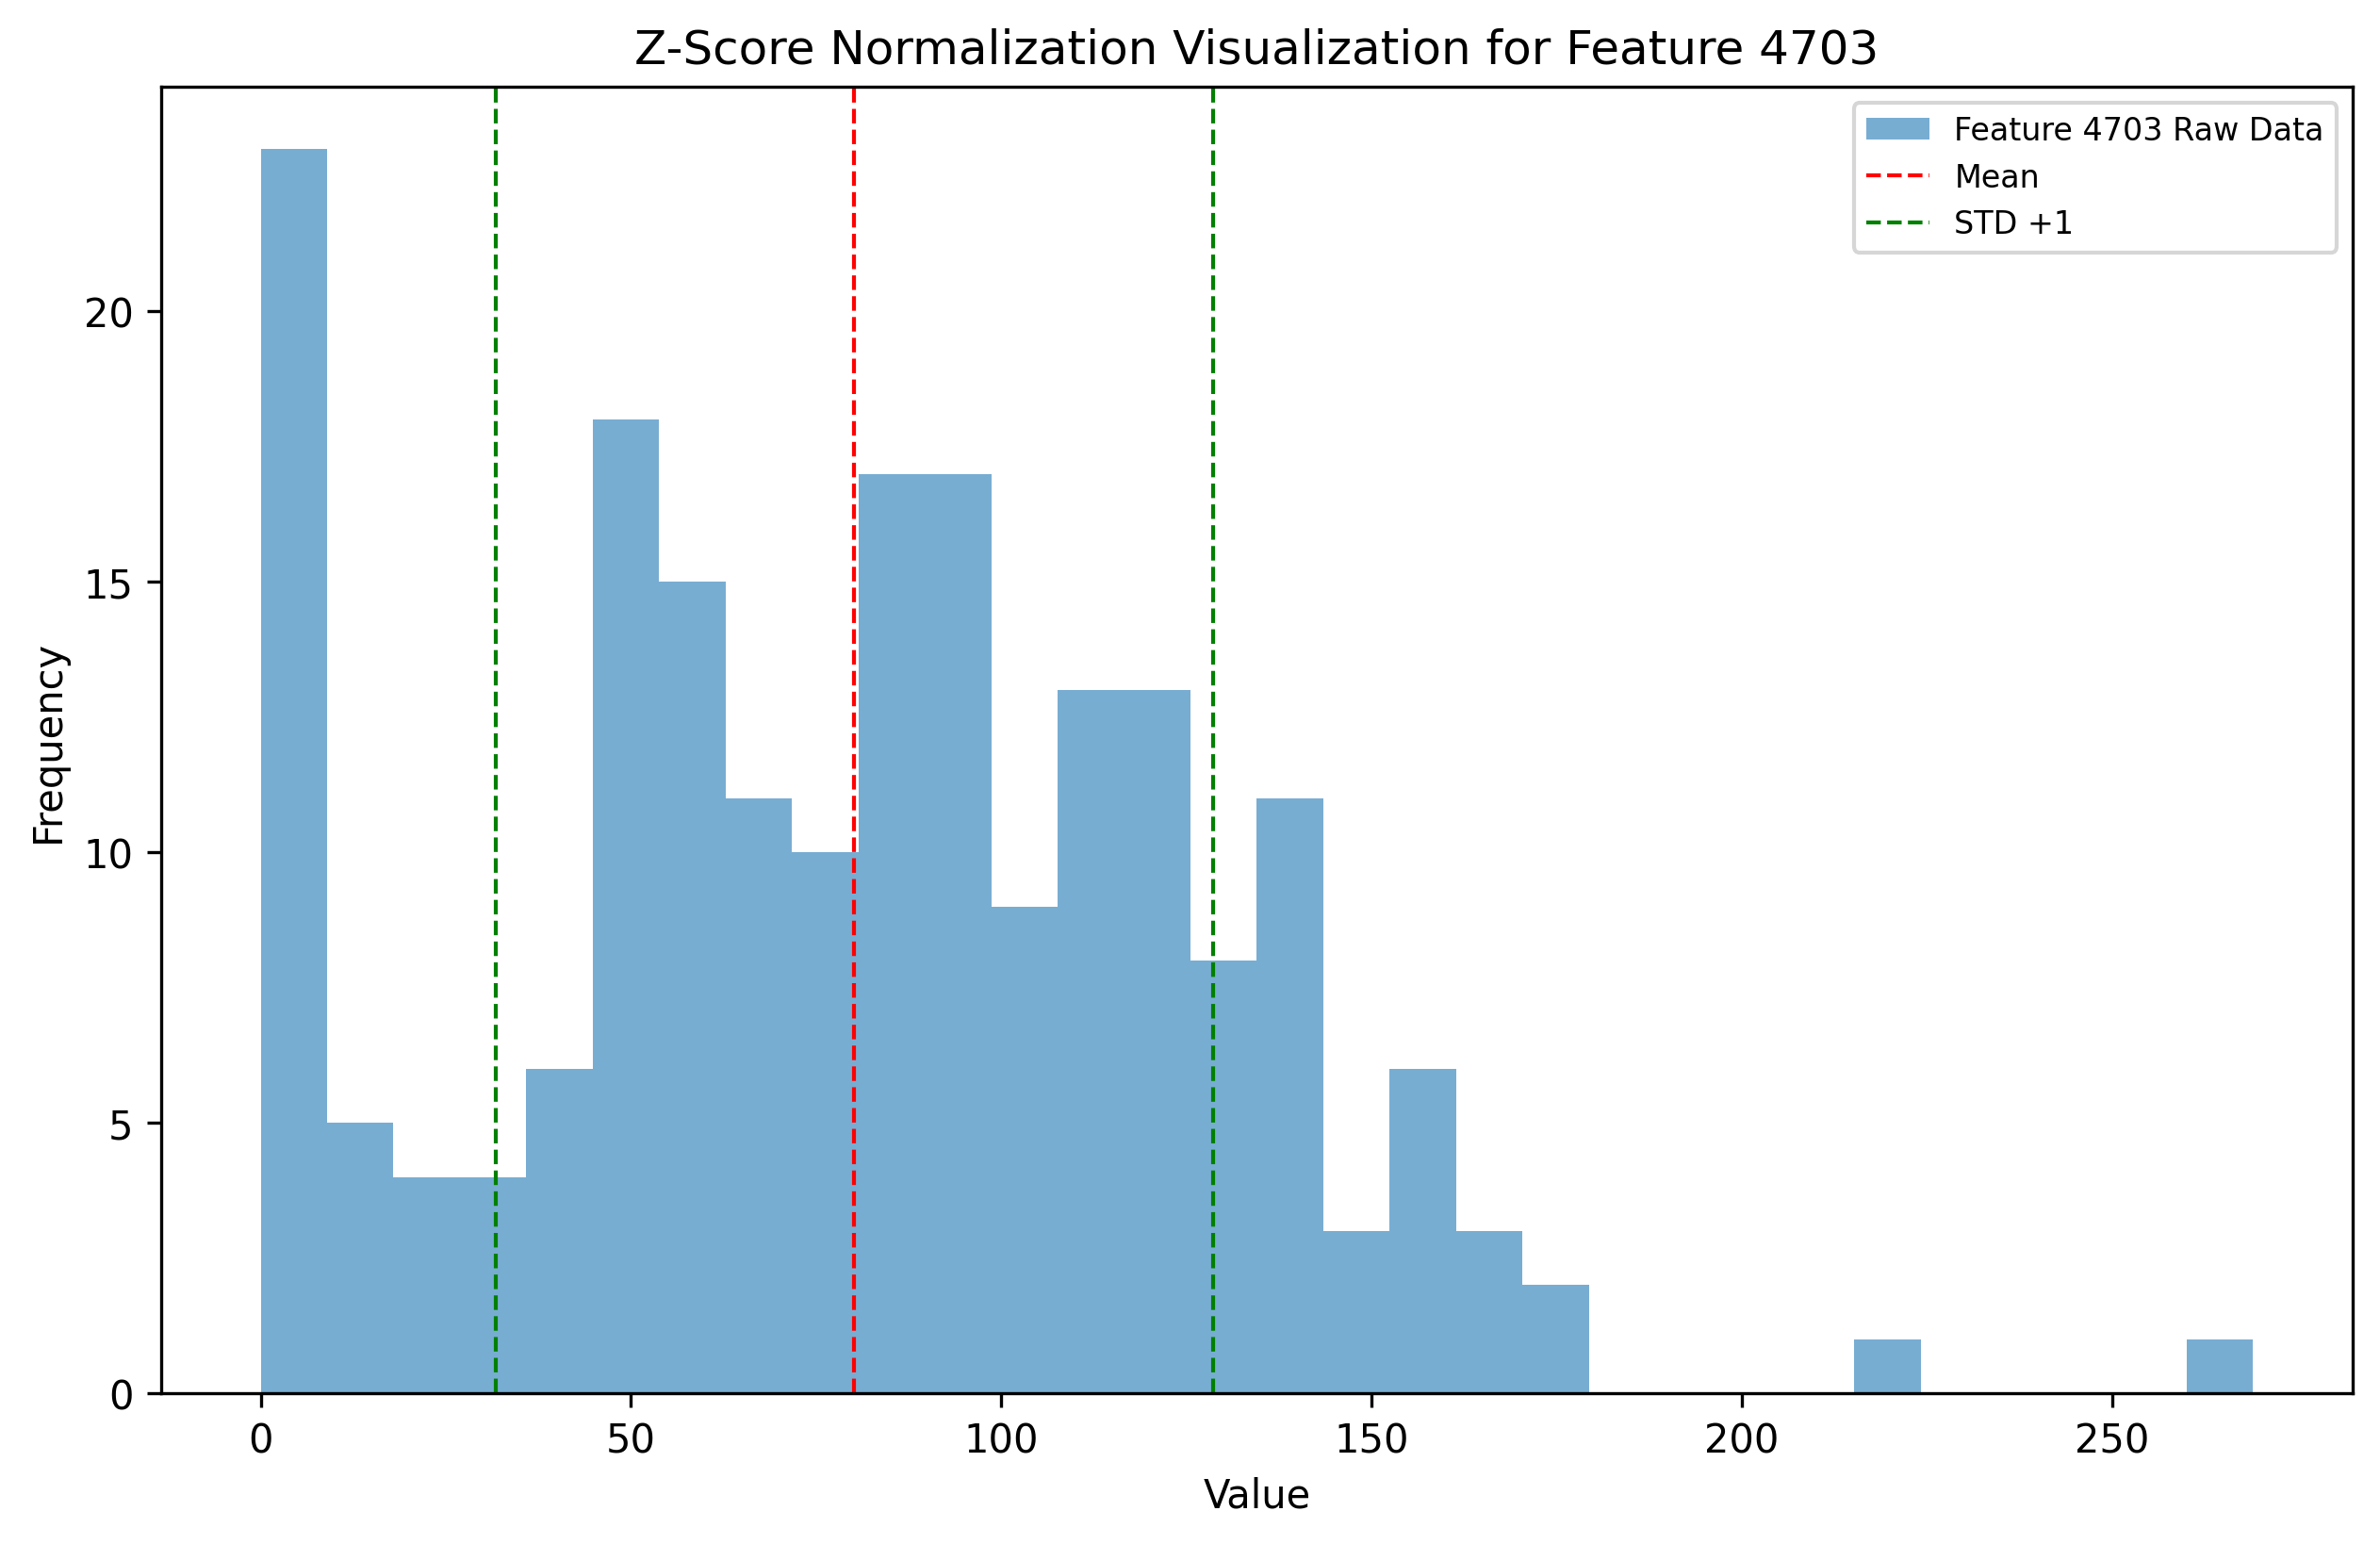 Z-Score Normalization Visualization for Feature 4703
Feature 4703 Raw Data
Mean
STD +1
Frequency
20
15
10
5
0
0 50 100 150 200 250
Value